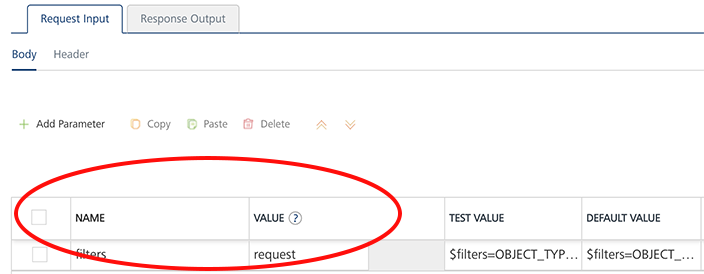 Request Input Response Output
Body Header
Add Parameter Copy Paste Delete
NAME VALUE ? TEST VALUE DEFAULT VALUE
filters request $filters=OBJECT_TYP... $filters=OBJECT_...